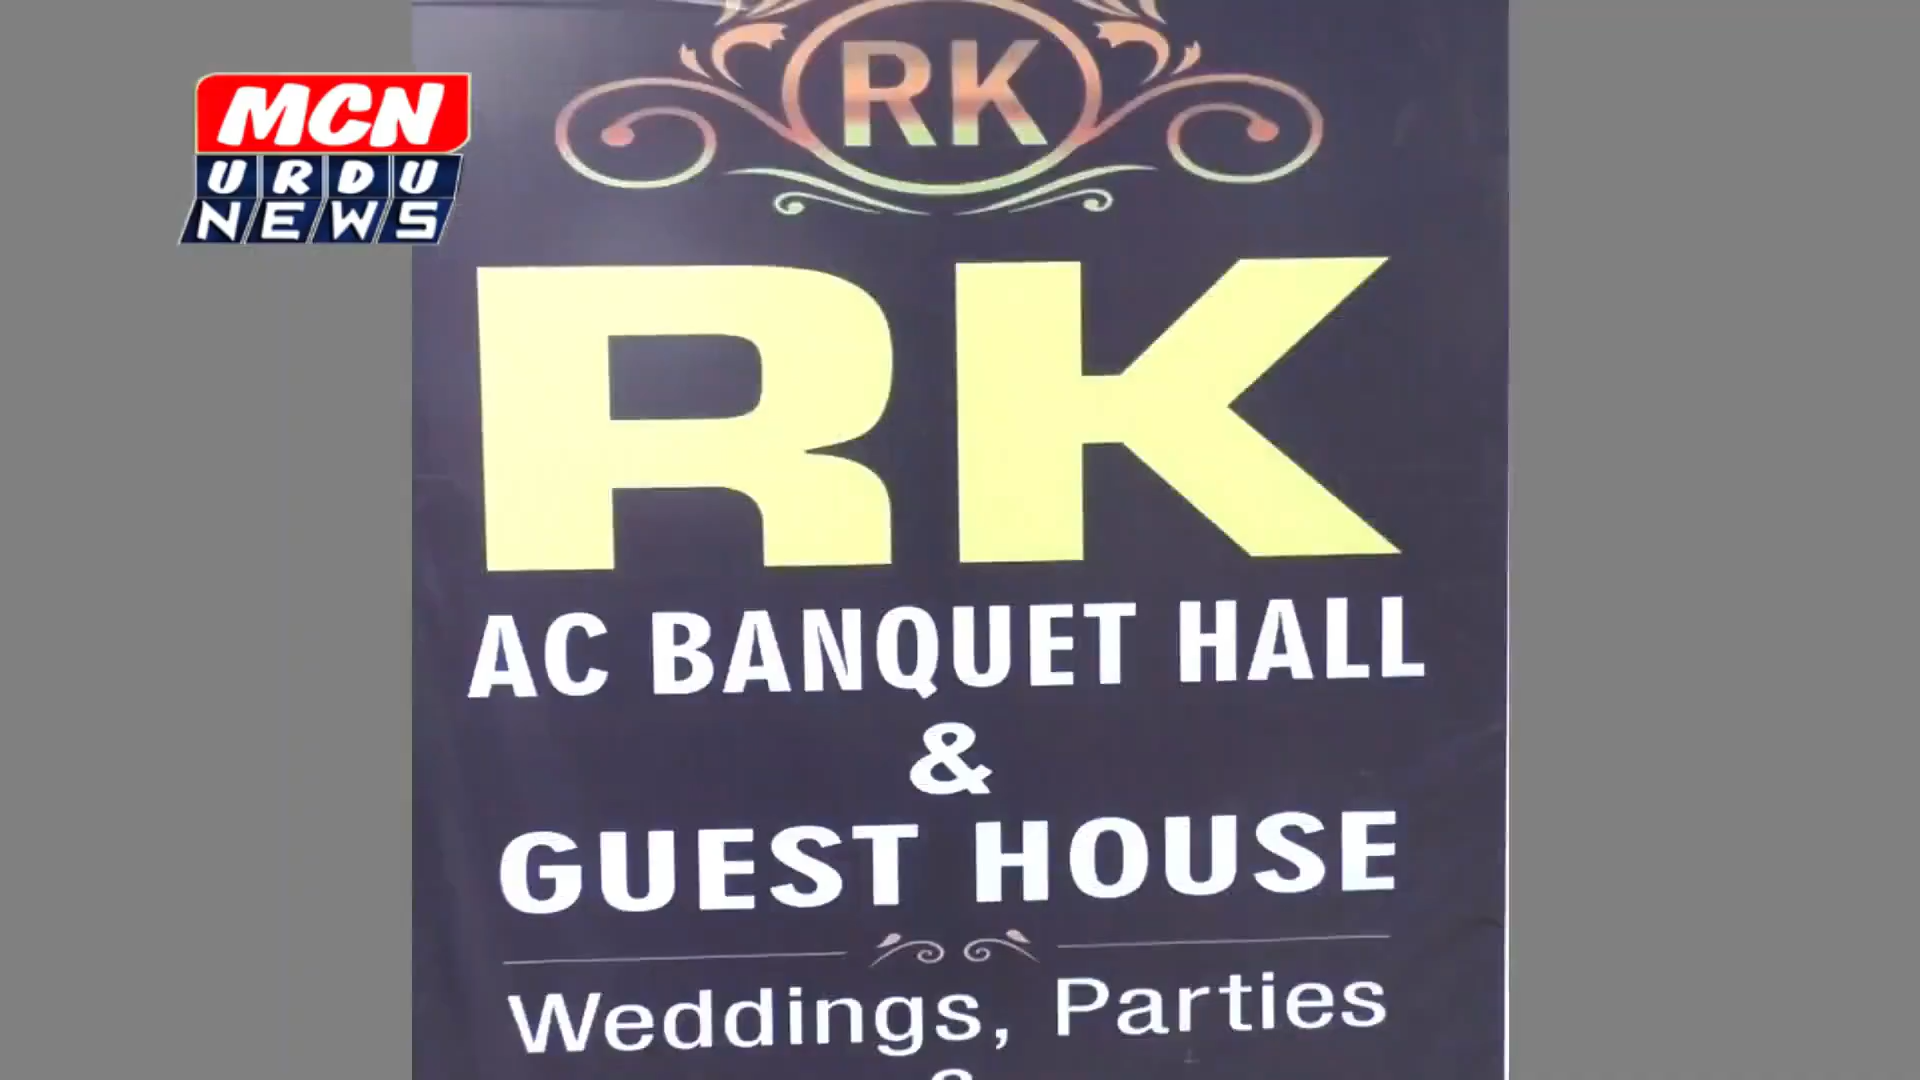 MCN
URDU
NEWS
RK
RK
AC BANQUET HALL
&
GUEST HOUSE
Weddings, Parties